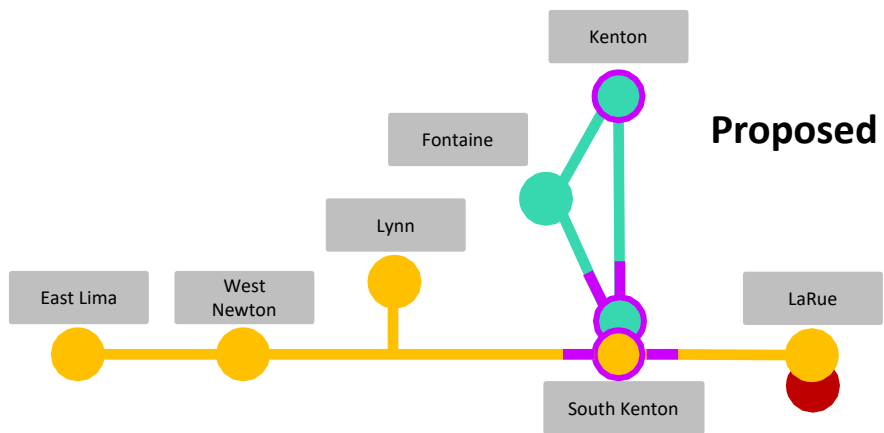 Kenton
Proposed
Fontaine
Lynn
East Lima
West
Newton
LaRue
South Kenton